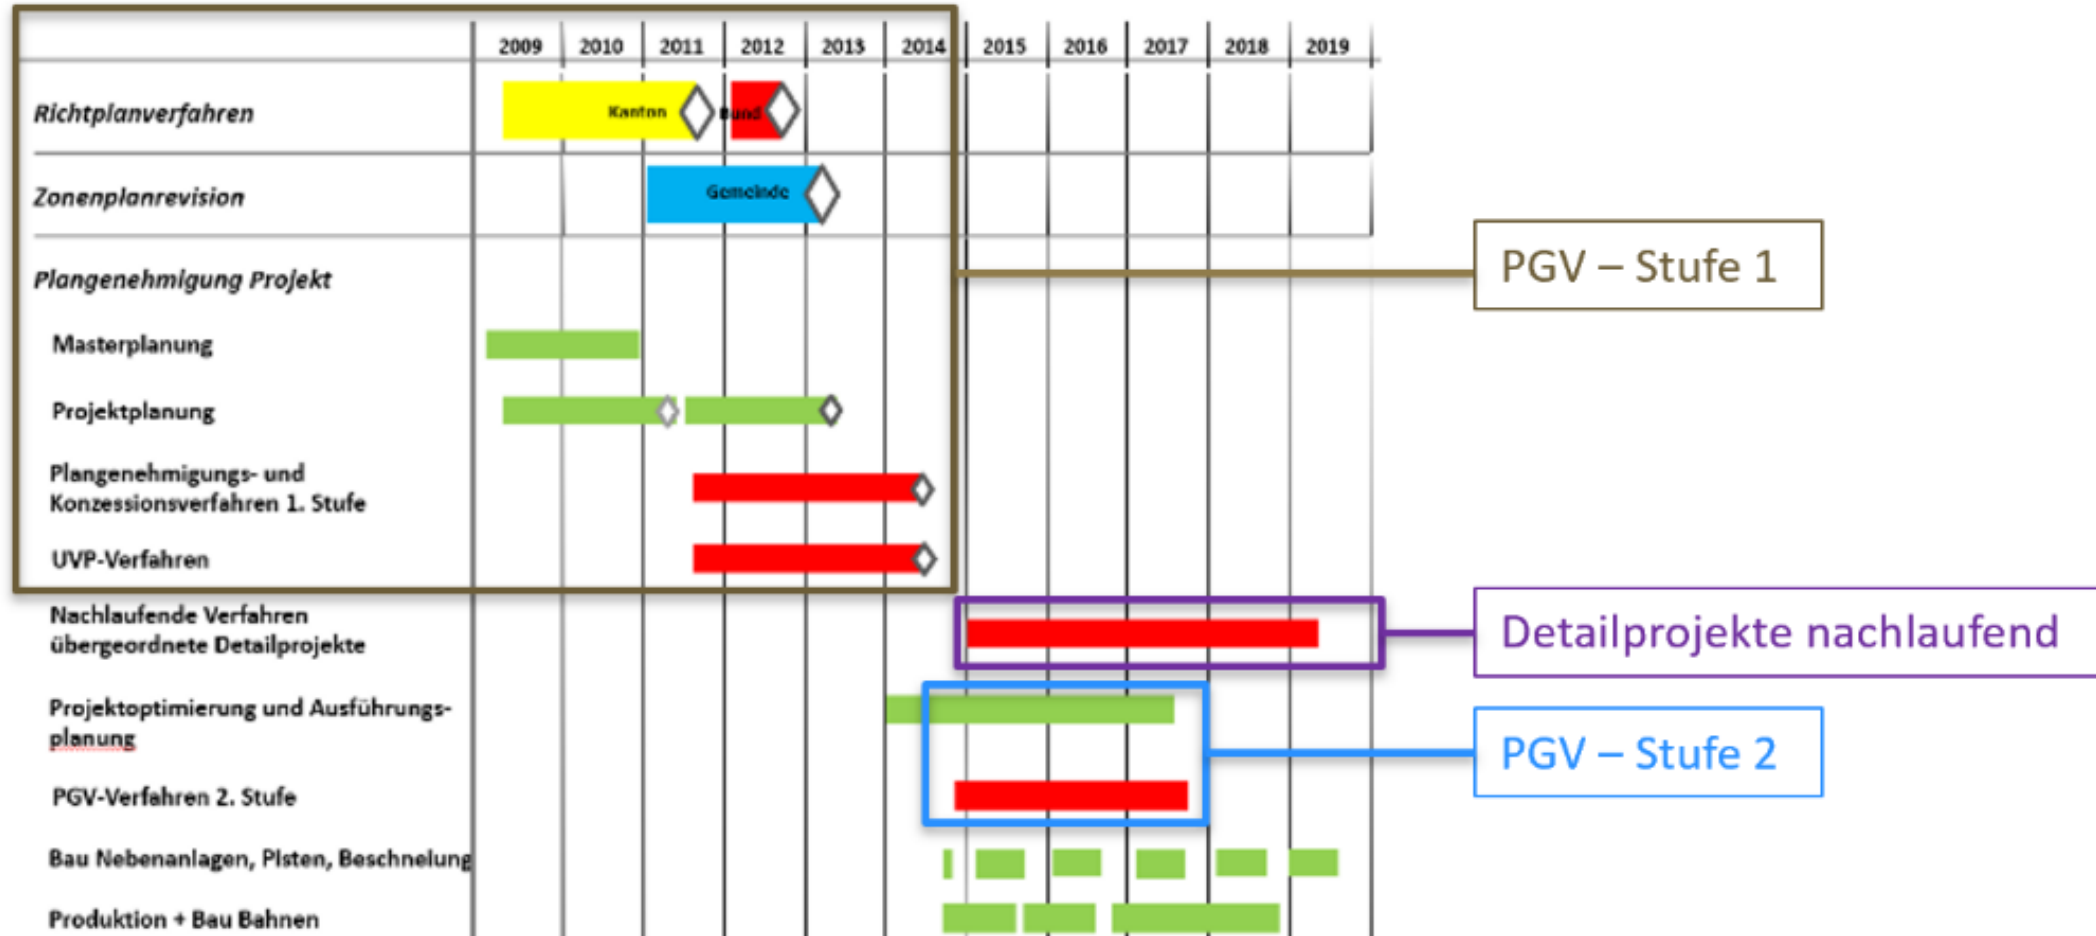 2009 2010 2011 2012 2013 2014 2015 2016 2017 2018 2019
Richtplanverfahren
Kanton
Bund
Zonenplanrevision
Gemeinde
Plangenehmigung Projekt
PGV – Stufe 1
Masterplanung
Projektplanung
Plangenehmigungs- und
Konzessionsverfahren 1. Stufe
UVP-Verfahren
Nachlaufende Verfahren
übergeordnete Detailprojekte
Detailprojekte nachlaufend
Projektoptimierung und Ausführungs-
planung
PGV – Stufe 2
PGV-Verfahren 2. Stufe
Bau Nebenanlagen, Pisten, Beschneiung
Produktion + Bau Bahnen